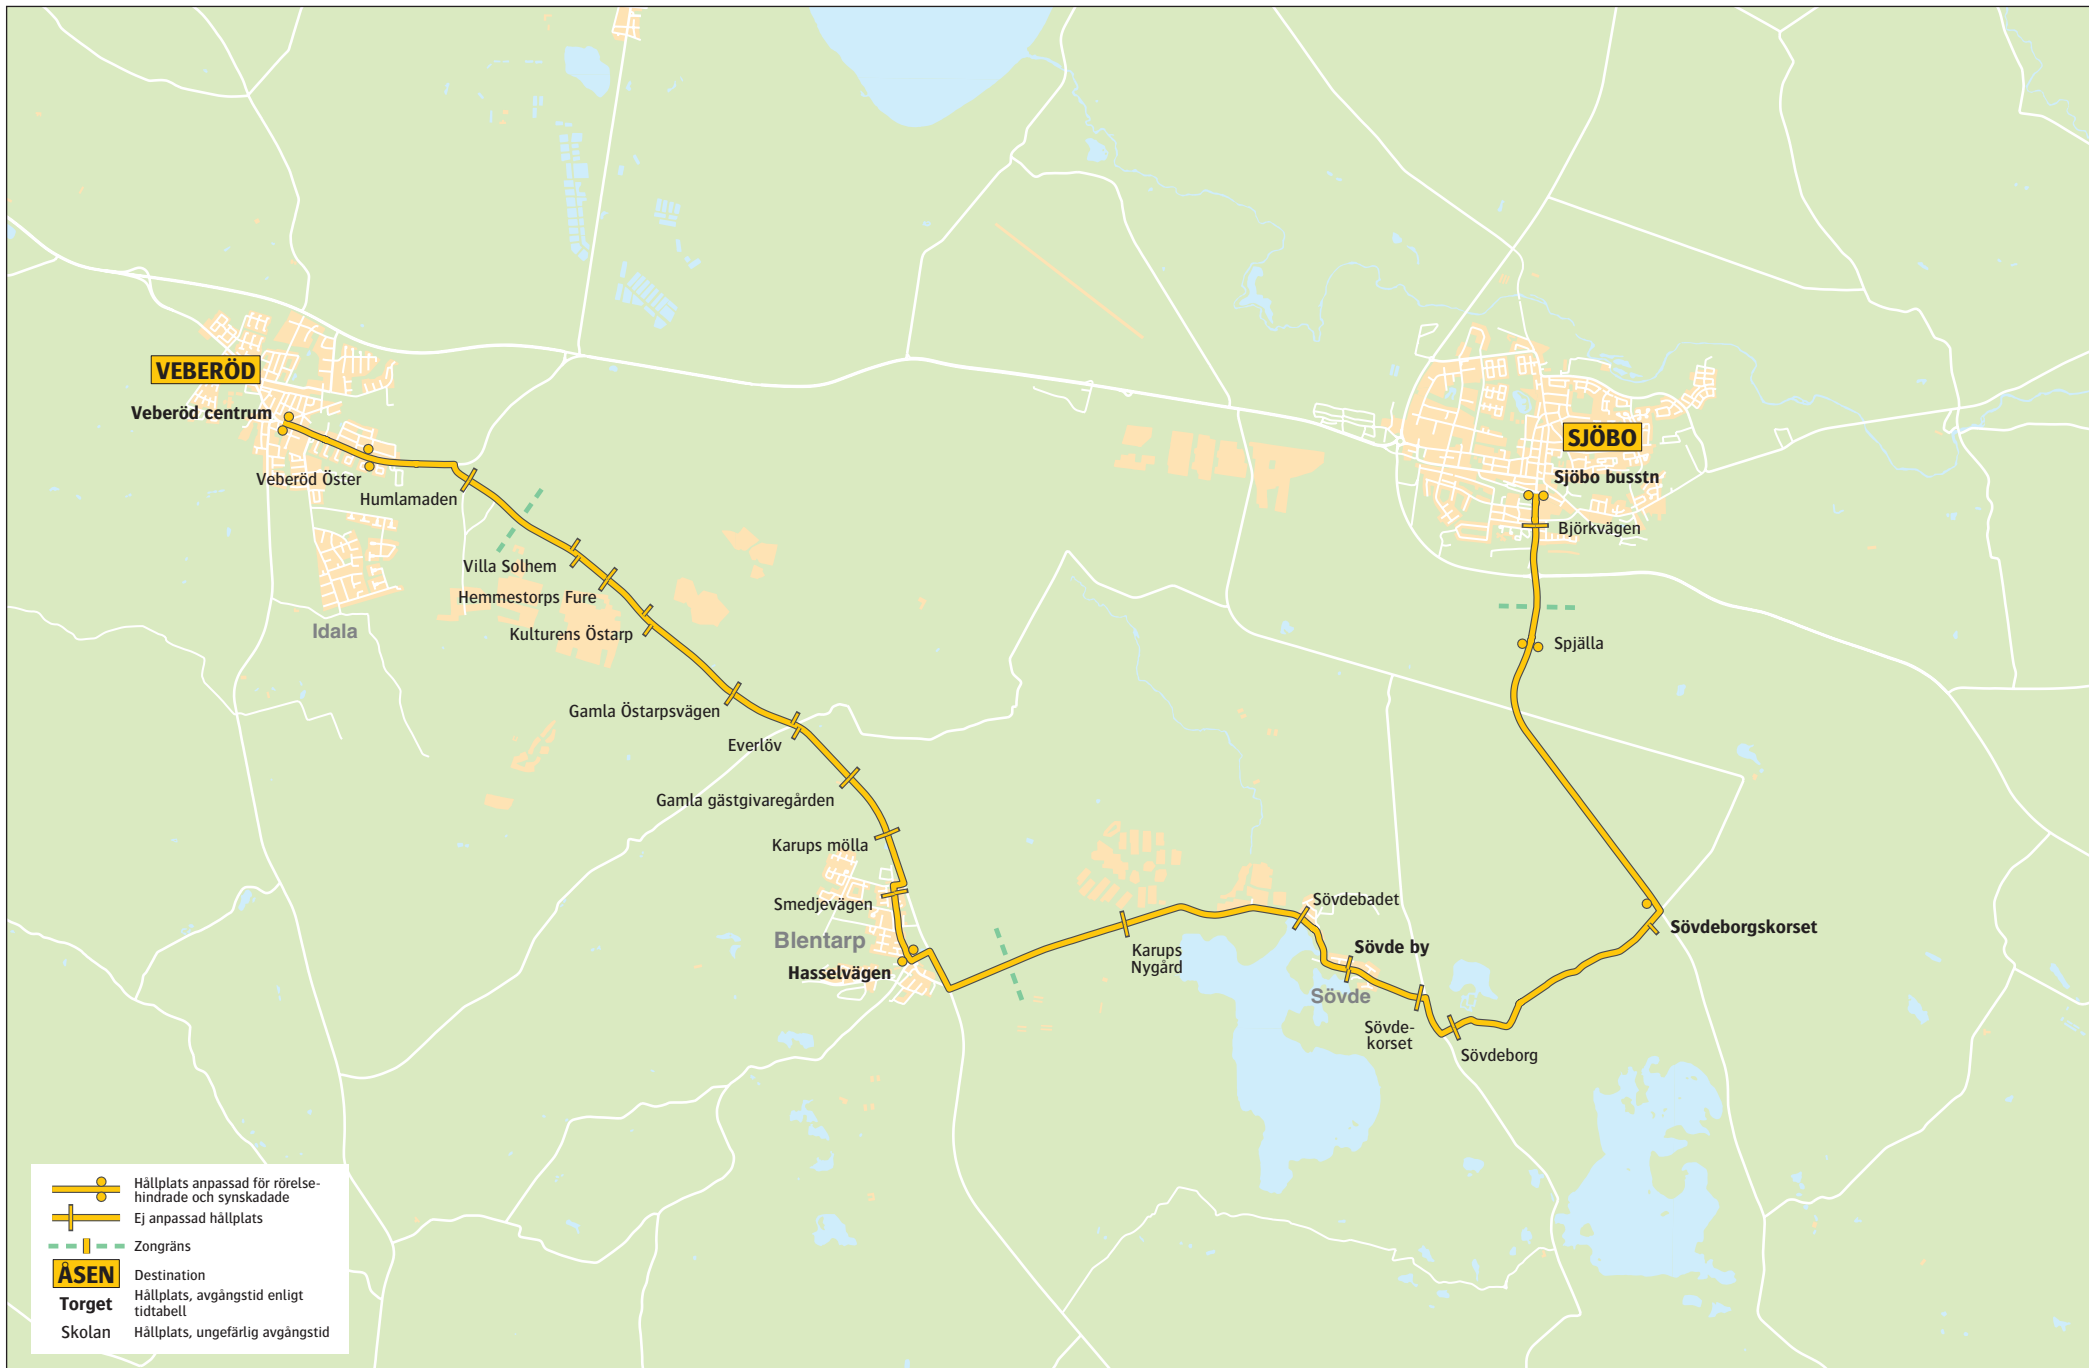 VEBERÖD
Veberöd centrum
Veberöd Öster
Humlamaden
Villa Solhem
Hemmestorps Fure
Kulturens Östarp
Idala
Gamla Östarpsvägen
Everlöv
Gamla gästgivaregården
Karups mölla
Smedjevägen
Blentarp
Hasselvägen
Karups
Nygård
Sövdebadet
Sövde by
Sövde
Sövde-
korset
Sövdeborg
Sövdeborgskorset
Spjälla
Björkvägen
Sjöbo busstn
SJÖBO
Hållplats anpassad för rörelse-
hindrade och synskadade
Ej anpassad hållplats
Zongräns
ÅSEN Destination
Torget Hållplats, avgångstid enligt
tidtabell
Skolan Hållplats, ungefärlig avgångstid